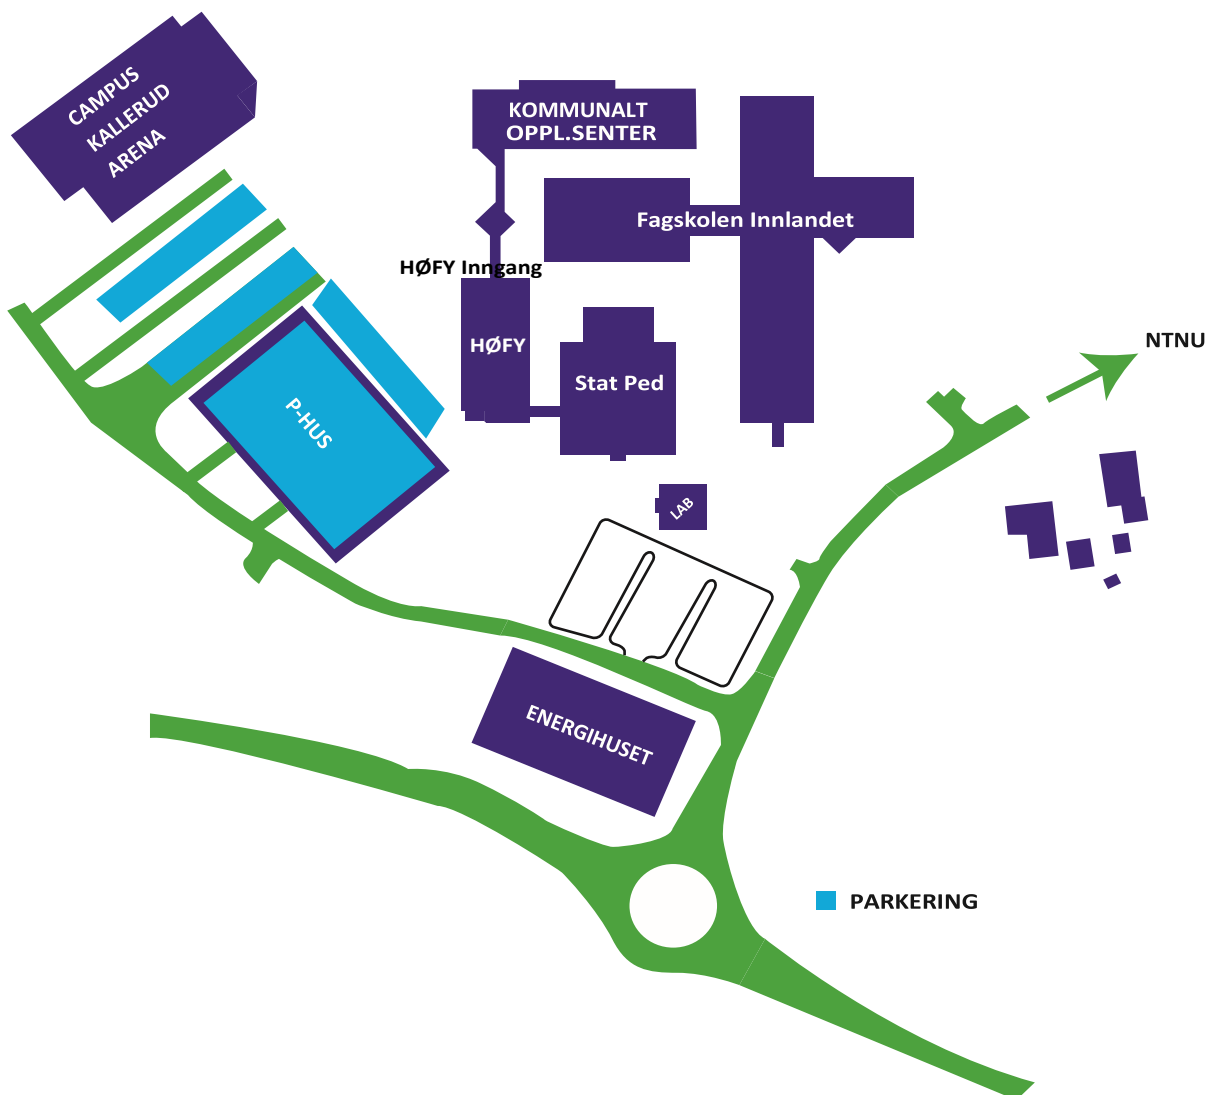 CAMPUS
KALLERUD
ARENA
KOMMUNALT
OPPL.SENTER
Fagskolen Innlandet
HØFY Inngang
HØFY
Stat Ped
NTNU
P-HUS
LAB
ENERGIHUSET
PARKERING